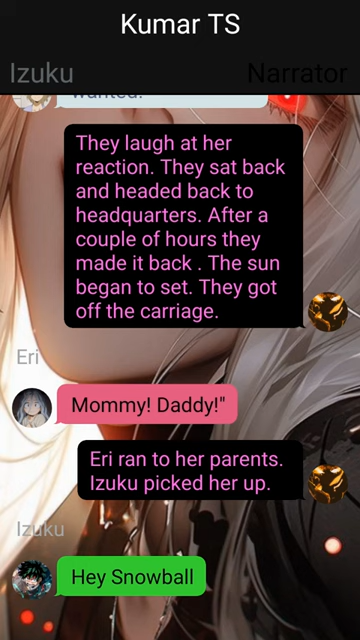 Kumar TS
Izuku
Narrator
wanted!
They laugh at her
reaction. They sat back
and headed back to
headquarters. After a
couple of hours they
made it back . The sun
began to set. They got
off the carriage.
Eri
Mommy! Daddy!"
Eri ran to her parents.
Izuku picked her up.
Izuku
Hey Snowball